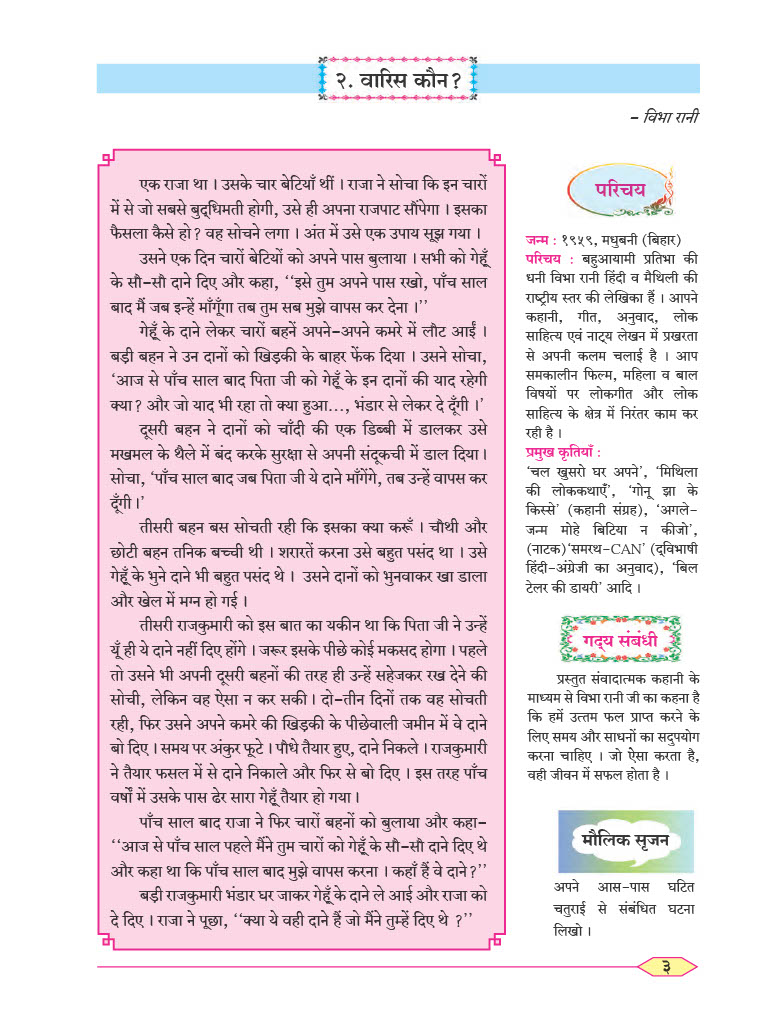 २. वारिस कौन?
– विभा रानी
एक राजा था । उसके चार बेटियाँ थीं । राजा ने सोचा कि इन चारों
में से जो सबसे बुद्धिमती होगी, उसे ही अपना राजपाट सौंपेगा । इसका
फैसला कैसे हो? वह सोचने लगा । अंत में उसे एक उपाय सूझ गया ।
उसने एक दिन चारों बेटियों को अपने पास बुलाया । सभी को गेहूँ
के सौ-सौ दाने दिए और कहा, ‘‘इसे तुम अपने पास रखो, पाँच साल
बाद मैं जब इन्हें माँगूँगा तब तुम सब मुझे वापस कर देना ।’’
गेहूँ के दाने लेकर चारों बहनें अपने-अपने कमरे में लौट आईं ।
बड़ी बहन ने उन दानों को खिड़की के बाहर फेंक दिया । उसने सोचा,
‘आज से पाँच साल बाद पिता जी को गेहूँ के इन दानों की याद रहेगी
क्या? और जो याद भी रहा तो क्या हुआ..., भंडार से लेकर दे दूँगी ।’
दूसरी बहन ने दानों को चाँदी की एक डिब्बी में डालकर उसे
मखमल के थैले में बंद करके सुरक्षा से अपनी संदूकची में डाल दिया ।
सोचा, ‘पाँच साल बाद जब पिता जी ये दाने माँगेंगे, तब उन्हें वापस कर
दूँगी ।’
तीसरी बहन बस सोचती रही कि इसका क्या करूँ । चौथी और
छोटी बहन तनिक बच्ची थी । शरारतें करना उसे बहुत पसंद था । उसे
गेहूँ के भुने दाने भी बहुत पसंद थे । उसने दानों को भुनवाकर खा डाला
और खेल में मग्न हो गई ।
तीसरी राजकुमारी को इस बात का यकीन था कि पिता जी ने उन्हें
यूँ ही ये दाने नहीं दिए होंगे । जरूर इसके पीछे कोई मकसद होगा । पहले
तो उसने भी अपनी दूसरी बहनों की तरह ही उन्हें सहेजकर रख देने की
सोची, लेकिन वह ऐसा न कर सकी । दो-तीन दिनों तक वह सोचती
रही, फिर उसने अपने कमरे की खिड़की के पीछेवाली जमीन में वे दाने
बो दिए । समय पर अंकुर फूटे । पौधे तैयार हुए, दाने निकले । राजकुमारी
ने तैयार फसल में से दाने निकाले और फिर से बो दिए । इस तरह पाँच
वर्षों में उसके पास ढेर सारा गेहूँ तैयार हो गया ।
पाँच साल बाद राजा ने फिर चारों बहनों को बुलाया और कहा-
‘‘आज से पाँच साल पहले मैंने तुम चारों को गेहूँ के सौ-सौ दाने दिए थे
और कहा था कि पाँच साल बाद मुझे वापस करना । कहाँ हैं वे दाने?’’
बड़ी राजकुमारी भंडार घर जाकर गेहूँ के दाने ले आई और राजा को
दे दिए । राजा ने पूछा, ‘‘क्या ये वही दाने हैं जो मैंने तुम्हें दिए थे ?’’
परिचय
जन्म : १९५९, मधुबनी (बिहार)
परिचय : बहुआयामी प्रतिभा की
धनी विभा रानी हिंदी व मैथिली की
राष्ट्रीय स्तर की लेखिका हैं । आपने
कहानी, गीत, अनुवाद, लोक
साहित्य एवं नाट्य लेखन में प्रखरता
से अपनी कलम चलाई है । आप
समकालीन फिल्म, महिला व बाल
विषयों पर लोकगीत और लोक
साहित्य के क्षेत्र में निरंतर काम कर
रही है ।
प्रमुख कृतियाँ :
‘चल खुसरो घर अपने’, ‘मिथिला
की लोककथाएँ’, ‘गोनू झा के
किस्से’ (कहानी संग्रह), ‘अगले-
जन्म मोहे बिटिया न कीजो’,
(नाटक)‘समरथ-CAN’ (द्‌विभाषी
हिंदी-अंग्रेजी का अनुवाद), ‘बिल
टेलर की डायरी’ आदि ।
गद्‌य संबंधी
प्रस्तुत संवादात्मक कहानी के
माध्यम से विभा रानी जी का कहना है
कि हमें उत्तम फल प्राप्त करने के
लिए समय और साधनों का सदुपयोग
करना चाहिए । जो ऐसा करता है,
वही जीवन में सफल होता है ।
मौलिक सृजन
अपने आस-पास घटित
चतुराई से संबंधित घटना
लिखो ।
३